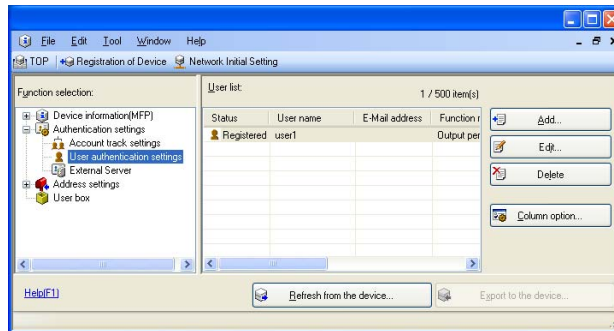 File Edit Tool Window Help
TOP Registration of Device Network Initial Setting
Function selection:
Device information(MFP)
Authentication settings
Account track settings
User authentication settings
External Server
Address settings
User box
User list:
1 / 500 item(s)
Status User name E-Mail address Function r
Registered user1 Output per
Add...
Edit...
Delete
Column option...
Help[F1]
Refresh from the device...
Export to the device...